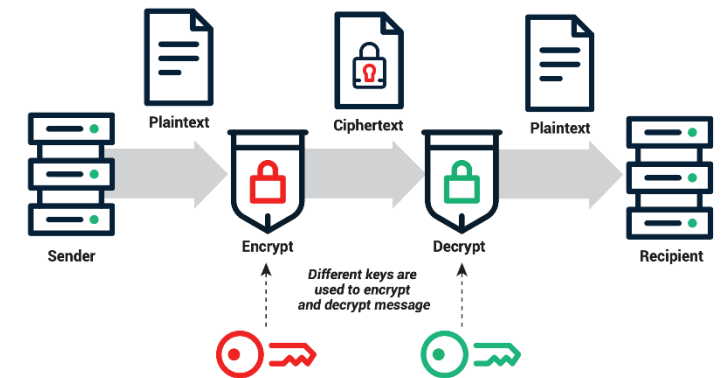 Plaintext
Ciphertext
Plaintext
Sender
Encrypt
Decrypt
Recipient
Different keys are
used to encrypt
and decrypt message